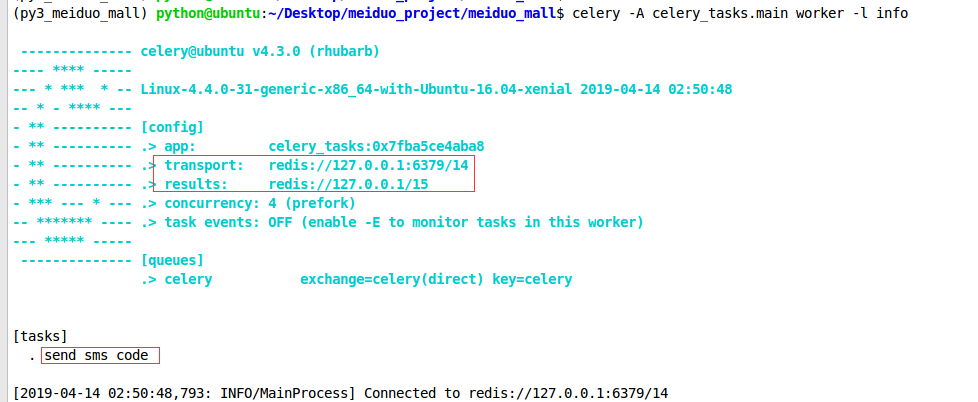 (py3_meiduo_mall) python@ubuntu:~/Desktop/meiduo_project/meiduo_mall$ celery -A celery_tasks.main worker -l info
 -------------- celery@ubuntu v4.3.0 (rhubarb)
---- **** -----
--- * ***  * -- Linux-4.4.0-31-generic-x86_64-with-Ubuntu-16.04-xenial 2019-04-14 02:50:48
-- * - **** ---
- ** ---------- [config]
- ** ---------- .> app:         celery_tasks:0x7fba5ce4aba8
- ** ---------- .> transport:   redis://127.0.0.1:6379/14
- ** ---------- .> results:     redis://127.0.0.1/15
- *** --- * --- .> concurrency: 4 (prefork)
-- ******* ---- .> task events: OFF (enable -E to monitor tasks in this worker)
--- ***** -----
 -------------- [queues]
                .> celery           exchange=celery(direct) key=celery
[tasks]
  . send sms code
[2019-04-14 02:50:48,793: INFO/MainProcess] Connected to redis://127.0.0.1:6379/14